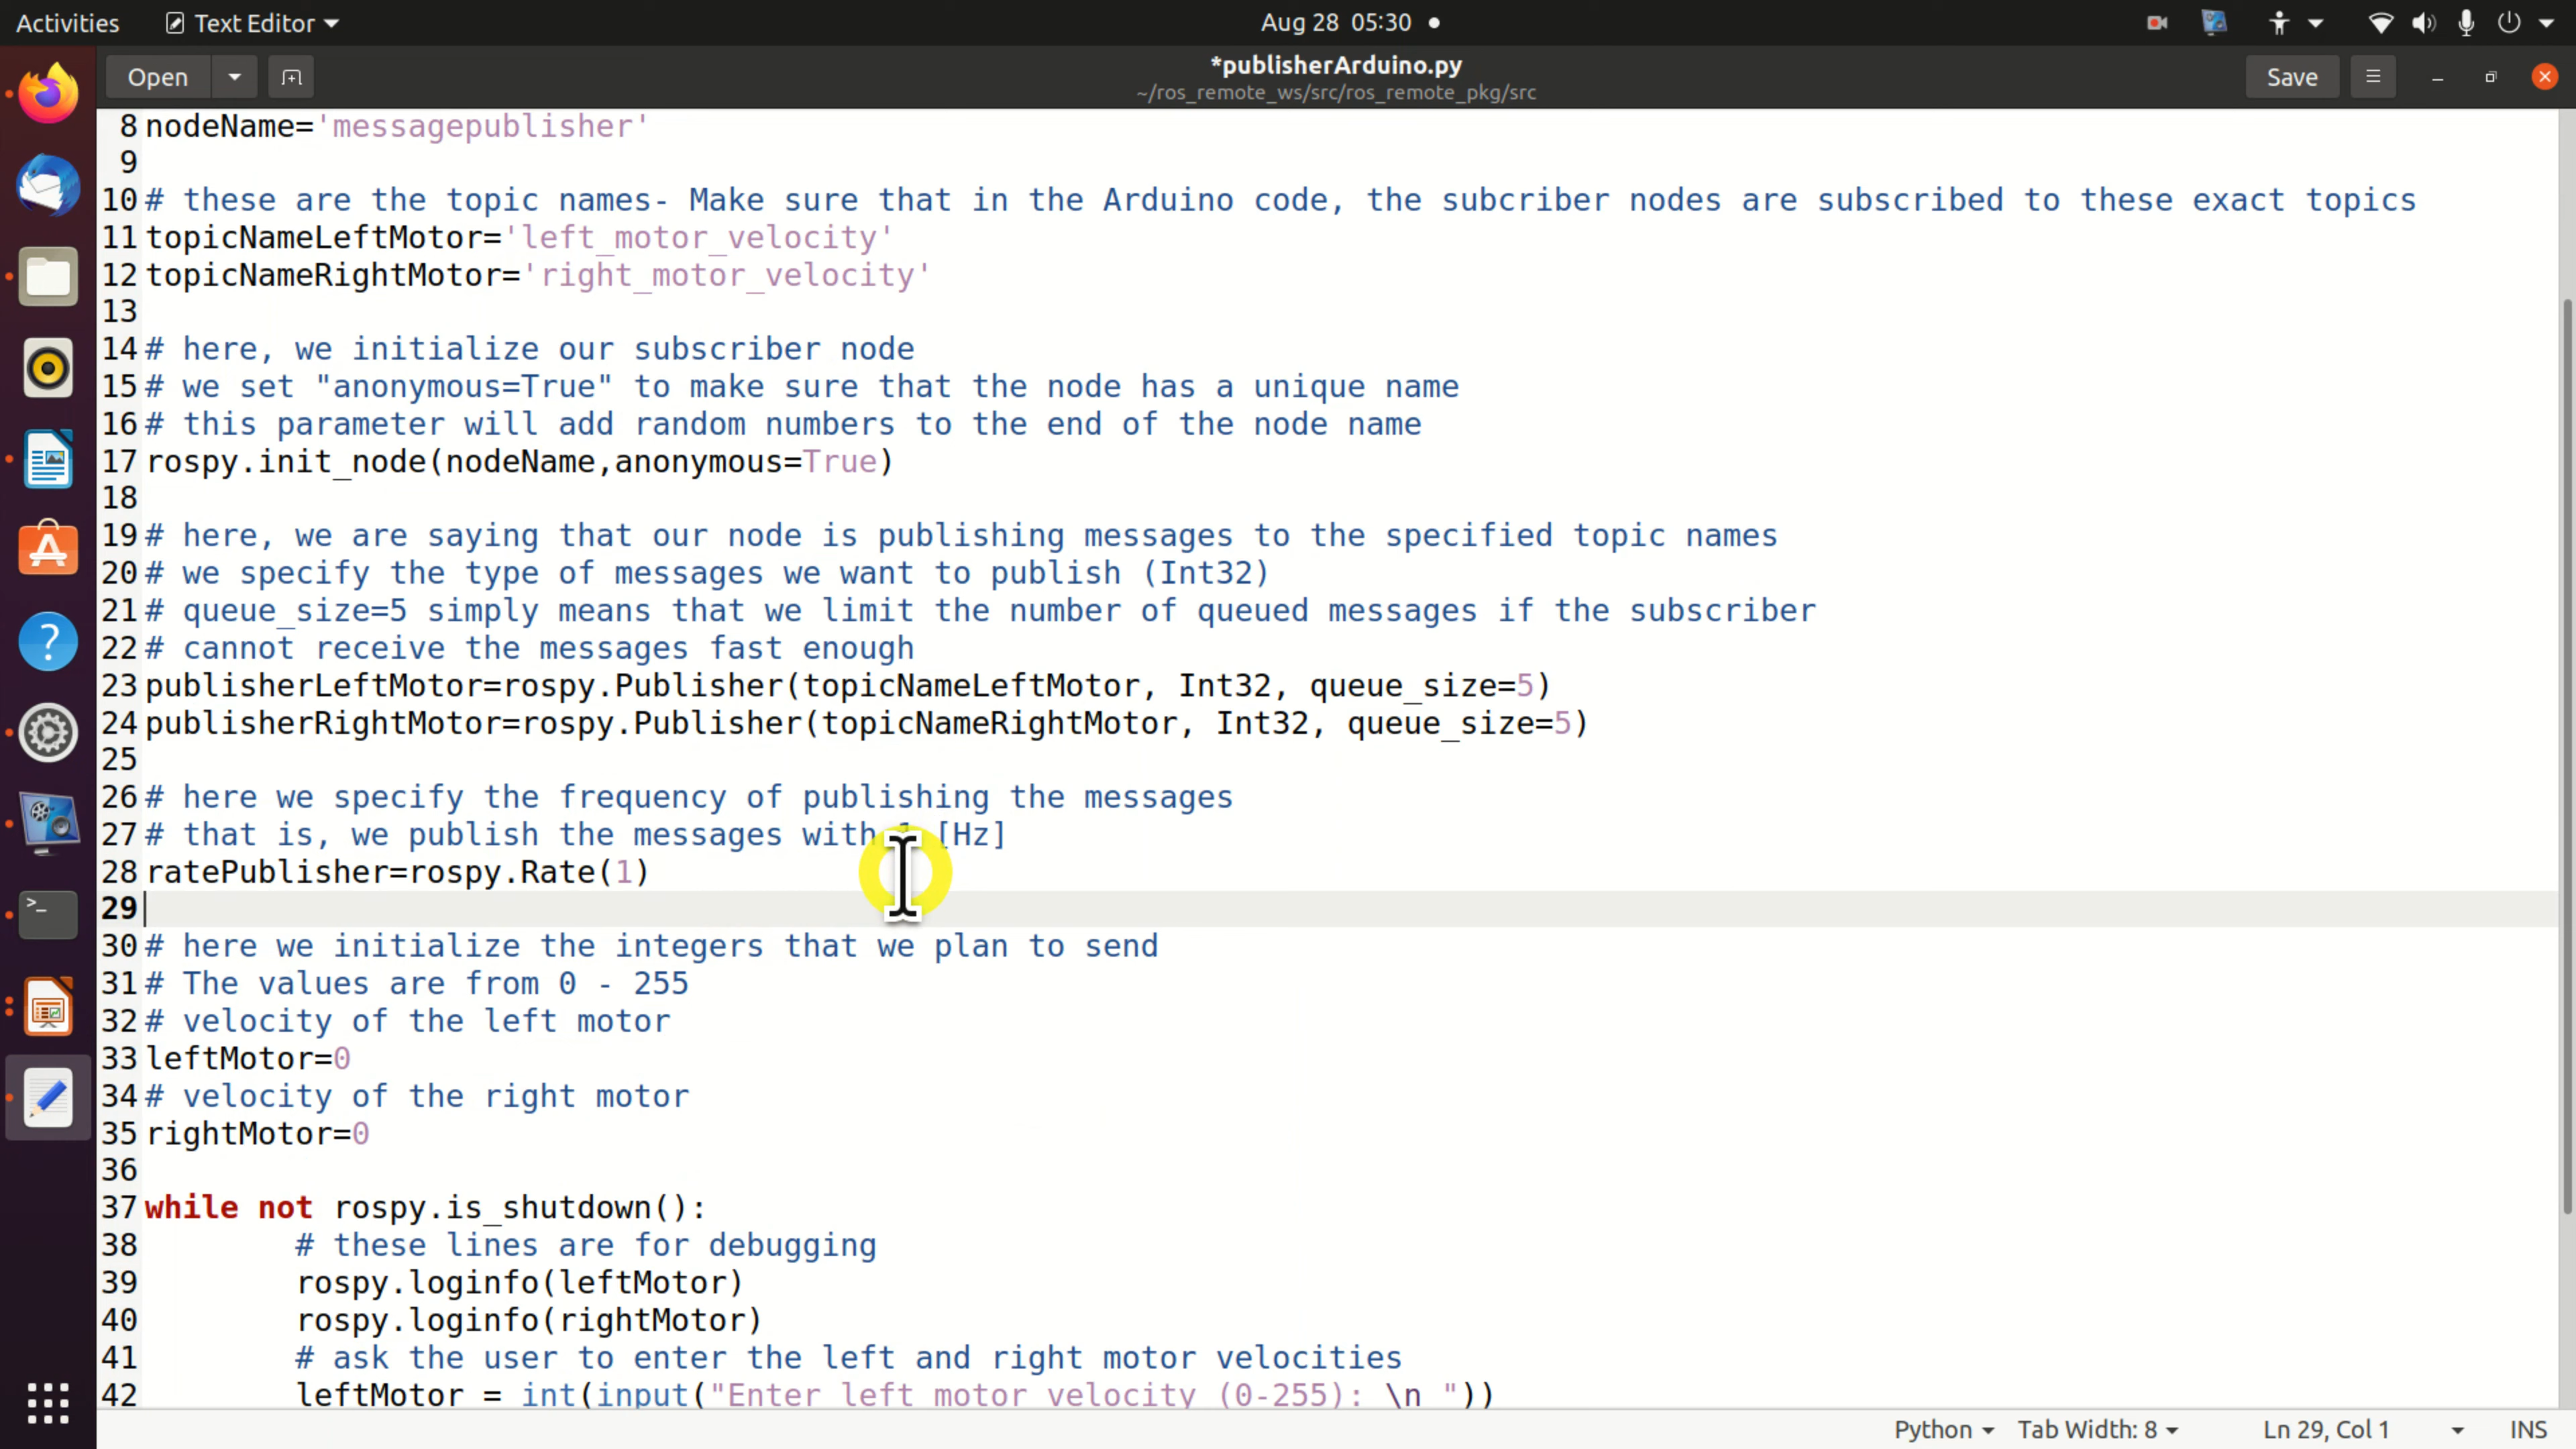 Activities Text Editor Aug 28 05:30
Open *publisherArduino.py Save
~/ros_remote_ws/src/ros_remote_pkg/src
8 nodeName='messagepublisher'
9
10 # these are the topic names- Make sure that in the Arduino code, the subcriber nodes are subscribed to these exact topics
11 topicNameLeftMotor='left_motor_velocity'
12 topicNameRightMotor='right_motor_velocity'
13
14 # here, we initialize our subscriber node
15 # we set "anonymous=True" to make sure that the node has a unique name
16 # this parameter will add random numbers to the end of the node name
17 rospy.init_node(nodeName,anonymous=True)
18
19 # here, we are saying that our node is publishing messages to the specified topic names
20 # we specify the type of messages we want to publish (Int32)
21 # queue_size=5 simply means that we limit the number of queued messages if the subscriber
22 # cannot receive the messages fast enough
23 publisherLeftMotor=rospy.Publisher(topicNameLeftMotor, Int32, queue_size=5)
24 publisherRightMotor=rospy.Publisher(topicNameRightMotor, Int32, queue_size=5)
25
26 # here we specify the frequency of publishing the messages
27 # that is, we publish the messages with 1 [Hz]
28 ratePublisher=rospy.Rate(1)
29
30 # here we initialize the integers that we plan to send
31 # The values are from 0 - 255
32 # velocity of the left motor
33 leftMotor=0
34 # velocity of the right motor
35 rightMotor=0
36
37 while not rospy.is_shutdown():
38 # these lines are for debugging
39 rospy.loginfo(leftMotor)
40 rospy.loginfo(rightMotor)
41 # ask the user to enter the left and right motor velocities
42 leftMotor = int(input("Enter left motor velocity (0-255): \n "))
Python Tab Width: 8 Ln 29, Col 1 INS